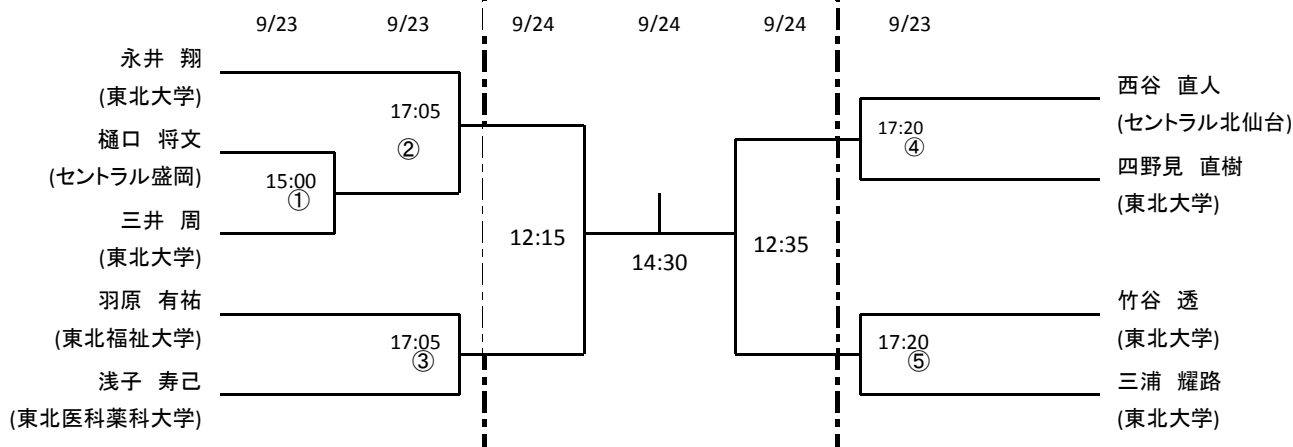 9/23 9/23 9/24 9/24 9/24 9/23
永井 翔
(東北大学)
樋口 将文
(セントラル盛岡)
三井 周
(東北大学)
羽原 有祐
(東北福祉大学)
浅子 寿己
(東北医科薬科大学)
15:00
①
17:05
②
17:05
③
12:15
14:30
12:35
17:20
④
17:20
⑤
西谷 直人
(セントラル北仙台)
四野見 直樹
(東北大学)
竹谷 透
(東北大学)
三浦 耀路
(東北大学)